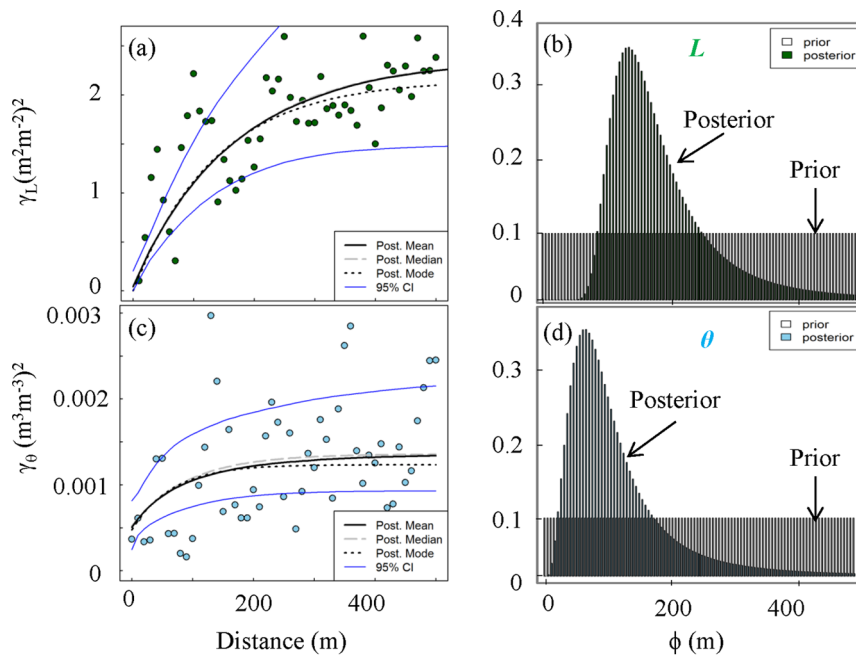 (a)
2
1
0
γL(m²m⁻²)²
Post. Mean
Post. Median
Post. Mode
95% CI
(b)
L
prior
posterior
0.4
0.3
0.2
0.1
0
Posterior
Prior
200
400
(c)
0.003
0.002
0.001
0
γθ(m³m⁻³)²
Post. Mean
Post. Median
Post. Mode
95% CI
0
200
400
Distance (m)
(d)
θ
prior
posterior
0.3
0.2
0.1
0
Posterior
Prior
0
200
400
ϕ (m)